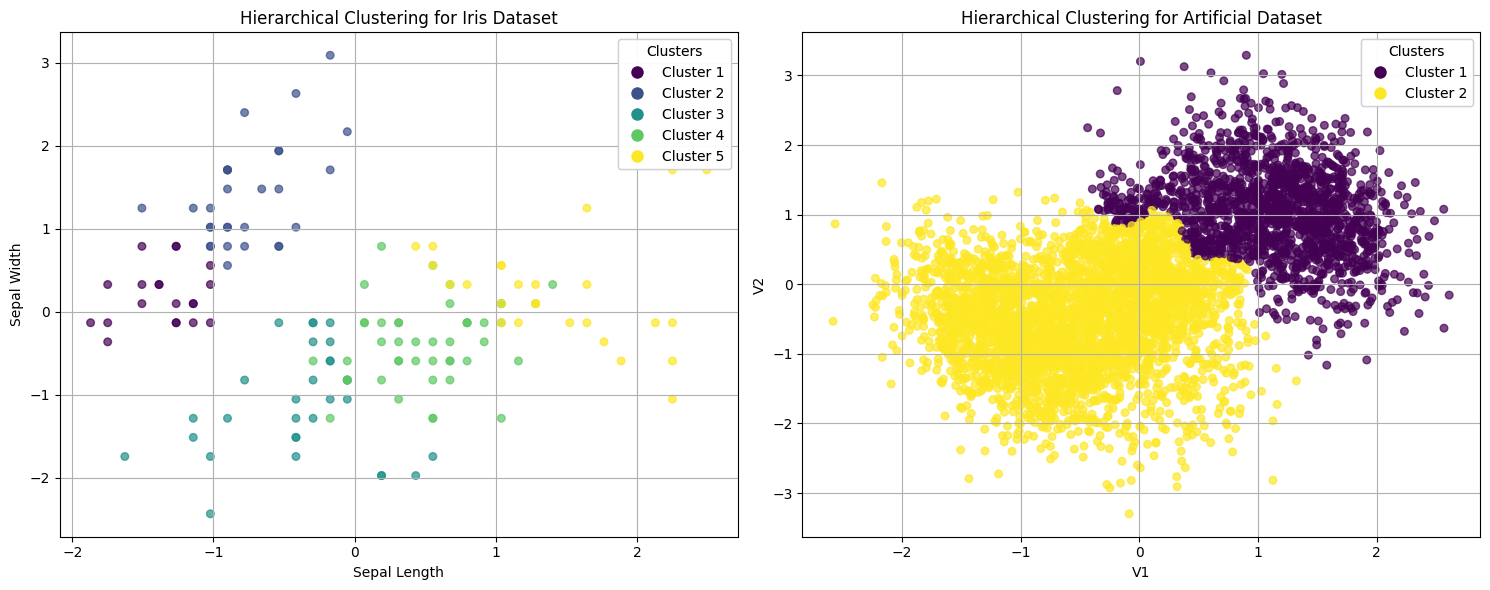 Hierarchical Clustering for Iris Dataset
Clusters
Cluster 1
Cluster 2
Cluster 3
Cluster 4
Cluster 5
3
2
1
0
−1
−2
Sepal Width
−2
−1
0
1
2
Sepal Length
Hierarchical Clustering for Artificial Dataset
Clusters
Cluster 1
Cluster 2
3
2
1
0
−1
−2
−3
V2
−2
−1
0
1
2
V1